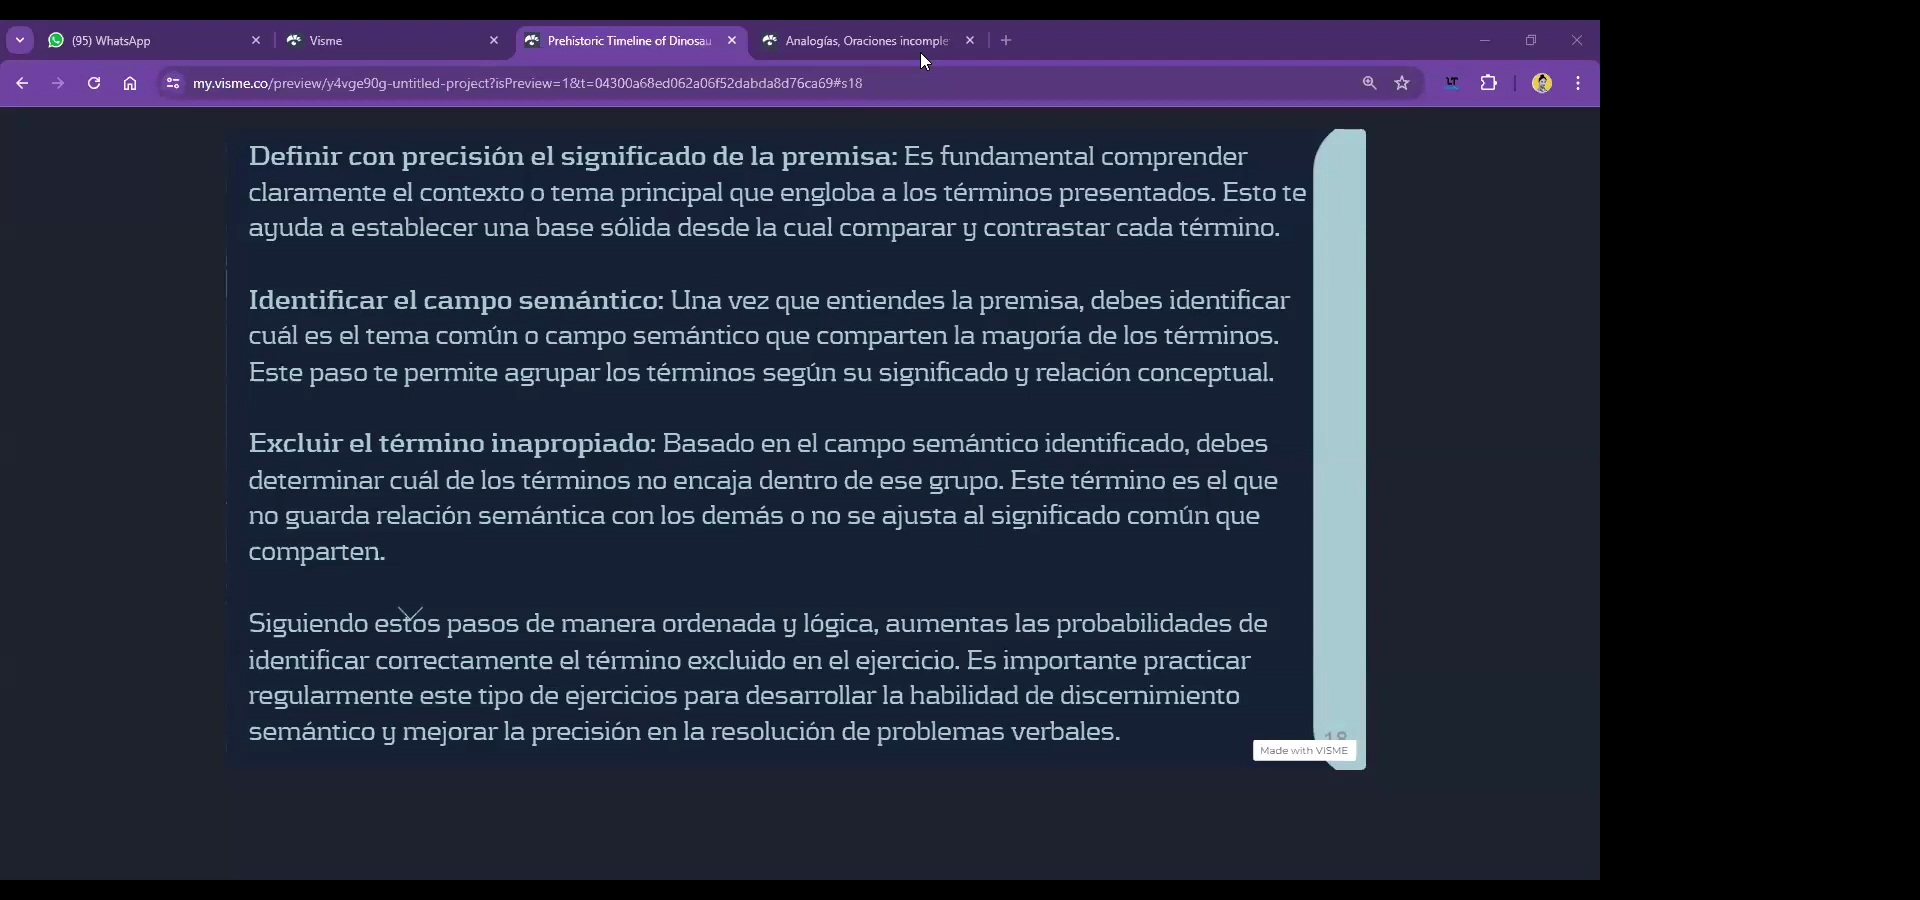 (95) WhatsApp
Visme
Prehistoric Timeline of Dinosau
Analogías, Oraciones incomple
my.visme.co/preview/y4vge90g-untitled-project?isPreview=1&t=04300a68ed062a06f52dabda8d76ca69#s18
LT
Definir con precisión el significado de la premisa: Es fundamental comprender
claramente el contexto o tema principal que engloba a los términos presentados. Esto te
ayuda a establecer una base sólida desde la cual comparar y contrastar cada término.
Identificar el campo semántico: Una vez que entiendes la premisa, debes identificar
cuál es el tema común o campo semántico que comparten la mayoría de los términos.
Este paso te permite agrupar los términos según su significado y relación conceptual.
Excluir el término inapropiado: Basado en el campo semántico identificado, debes
determinar cuál de los términos no encaja dentro de ese grupo. Este término es el que
no guarda relación semántica con los demás o no se ajusta al significado común que
comparten.
Siguiendo estos pasos de manera ordenada y lógica, aumentas las probabilidades de
identificar correctamente el término excluido en el ejercicio. Es importante practicar
regularmente este tipo de ejercicios para desarrollar la habilidad de discernimiento
semántico y mejorar la precisión en la resolución de problemas verbales.
18
Made with VISME